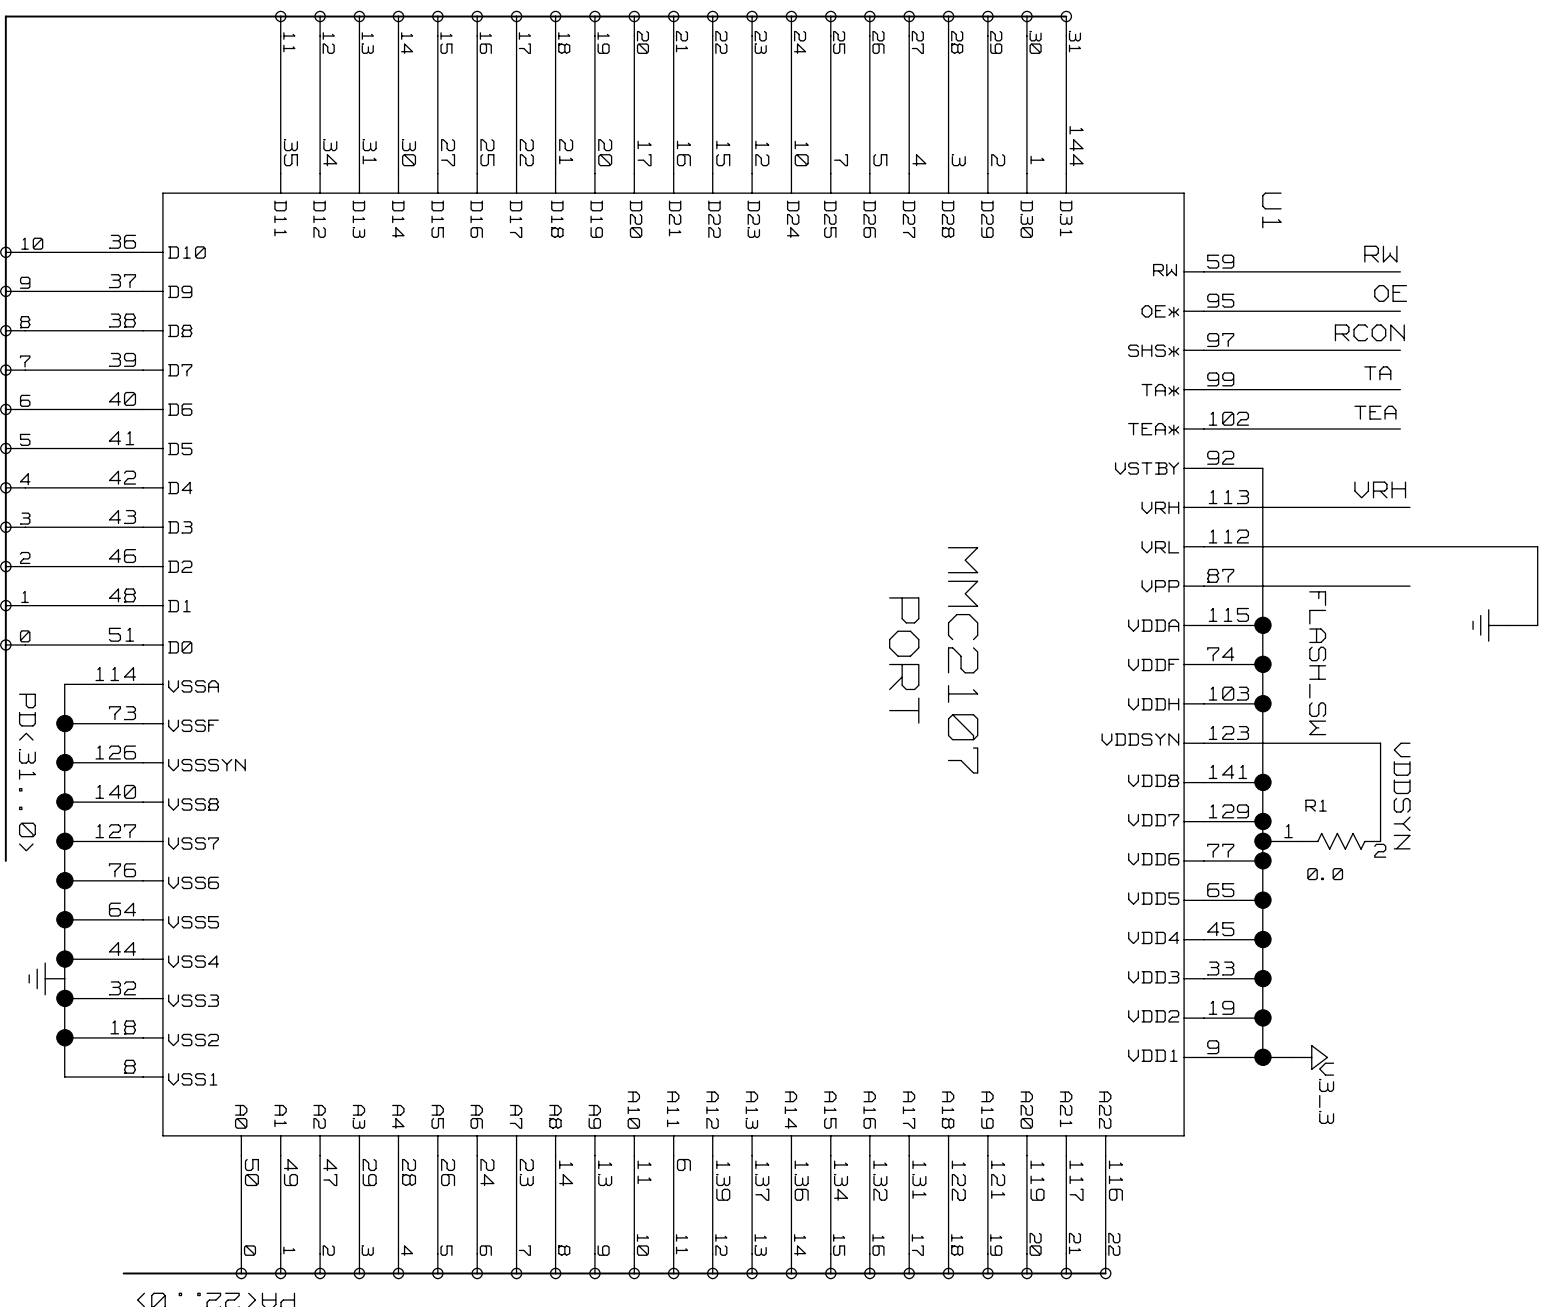 11 12 13 14 15 16 17 18 19 20 21 22 23 24 25 26 27 28 29 30 31
35 34 31 30 27 25 22 21 20 17 16 15 12 10 7 5 4 3 2 1 144
D11 D12 D13 D14 D15 D16 D17 D18 D19 D20 D21 D22 D23 D24 D25 D26 D27 D28 D29 D30 D31
U1
10 36 D10
9 37 D9
8 38 D8
7 39 D7
6 40 D6
5 41 D5
4 42 D4
3 43 D3
2 46 D2
1 48 D1
0 51 D0
114 VSSA
73 VSSF
126 VSSSYN
140 VSS8
127 VSS7
76 VSS6
64 VSS5
44 VSS4
32 VSS3
18 VSS2
8 VSS1
PD<31..0>
MMC2107
PORT
RW 59 RW
OE* 95 OE
SHS* 97 RCON
TA* 99 TA
TEA* 102 TEA
VSTBY 92
VRH 113 VRH
VRL 112
VPP 87
FLASH_SW
VDDA 115
VDDF 74
VDDH 103
VDDSYN 123
VDDSYN
VDD8 141
VDD7 129
R1
1 2
0.0
VDD6 77
VDD5 65
VDD4 45
VDD3 33
VDD2 19
VDD1 9
V3_3
A0 A1 A2 A3 A4 A5 A6 A7 A8 A9 A10 A11 A12 A13 A14 A15 A16 A17 A18 A19 A20 A21 A22
50 49 47 29 28 26 24 23 14 13 11 6 139 137 136 134 132 131 122 121 119 117 116
0 1 2 3 4 5 6 7 8 9 10 11 12 13 14 15 16 17 18 19 20 21 22
PA<22..0>